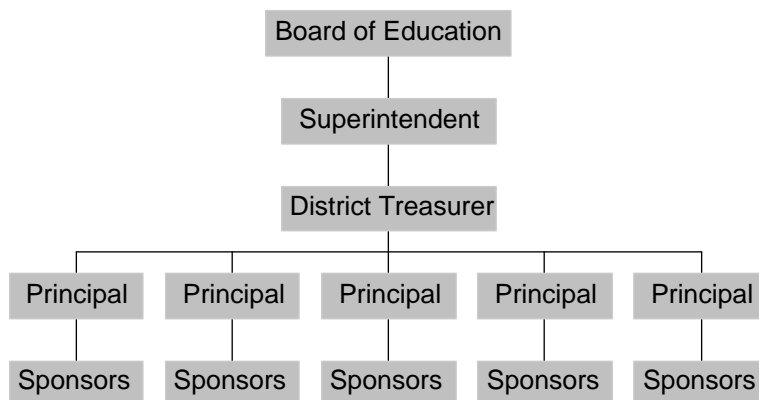 Board of Education
Superintendent
District Treasurer
Principal Principal Principal Principal Principal
Sponsors Sponsors Sponsors Sponsors Sponsors